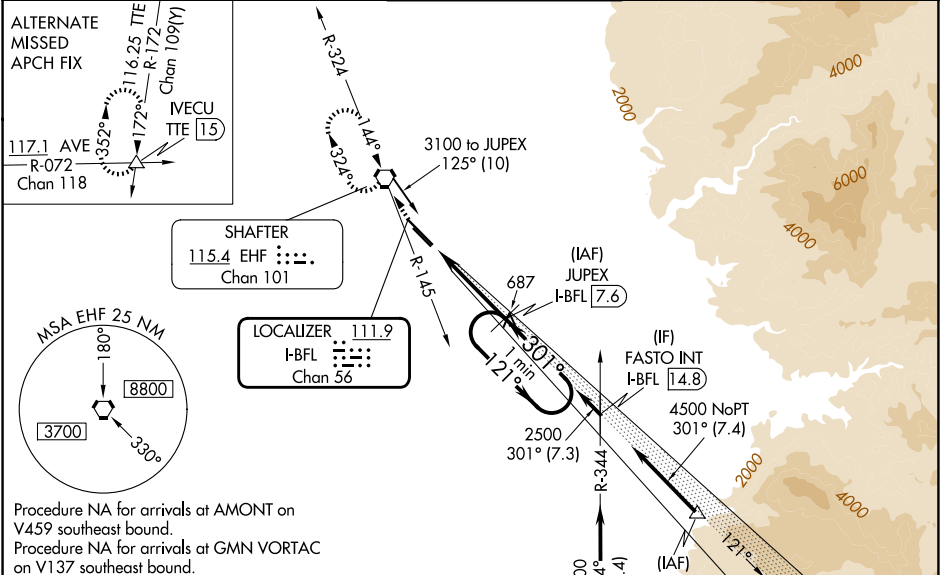 ALTERNATE
MISSED
APCH FIX
116.25 TTE
R-172
Chan 109(Y)
IVECU
TTE 15
352°
172°
117.1 AVE
R-072
Chan 118
R-324
144°
324°
3100 to JUPEX
125° (10)
SHAFTER
115.4 EHF
Chan 101
R-145
LOCALIZER 111.9
I-BFL
Chan 56
687
(IAF)
JUPEX
I-BFL 7.6
301°
1 min
121°
(IF)
FASTO INT
I-BFL 14.8
2500
301° (7.3)
4500 NoPT
301° (7.4)
R-344
(IAF)
121°
2000
4000
6000
4000
2000
4000
MSA EHF 25 NM
180°
8800
3700
330°
Procedure NA for arrivals at AMONT on
V459 southeast bound.
Procedure NA for arrivals at GMN VORTAC
on V137 southeast bound.